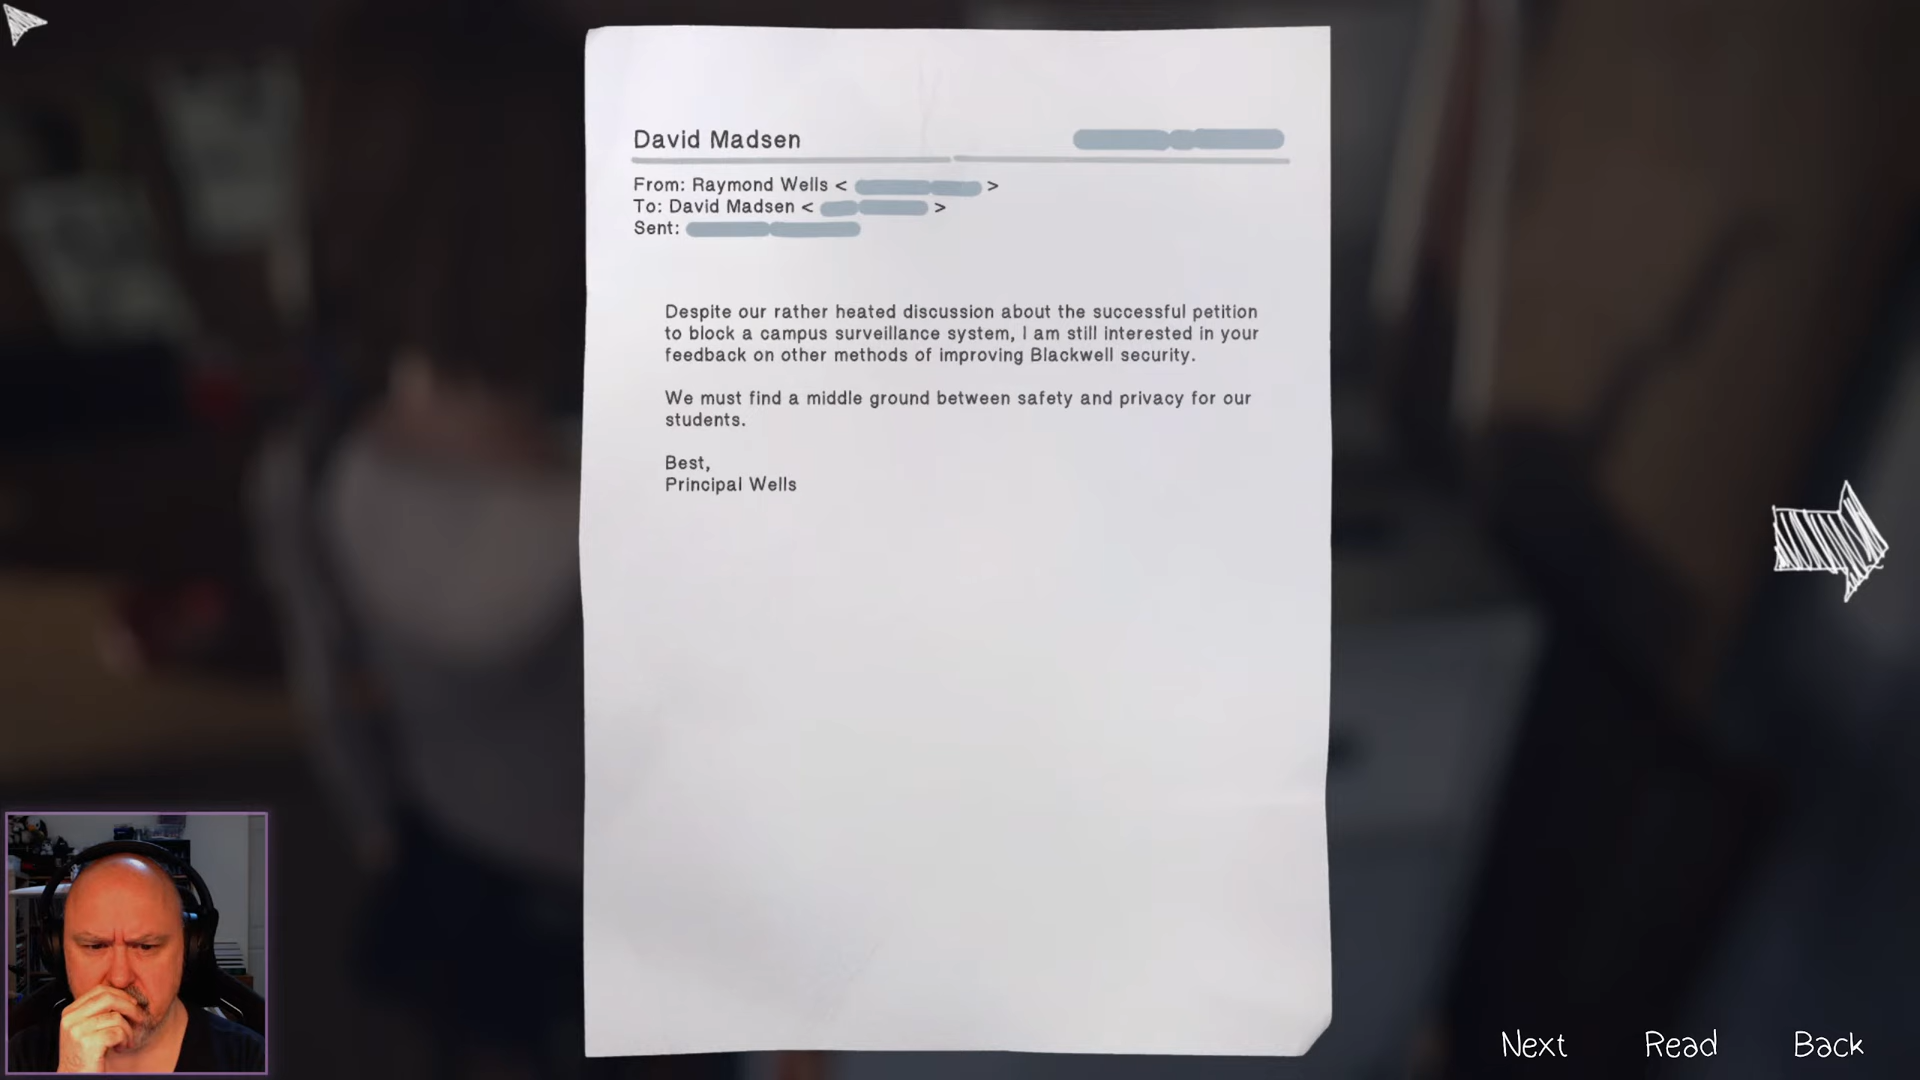 David Madsen
From: Raymond Wells < >
To: David Madsen < >
Sent:
Despite our rather heated discussion about the successful petition
to block a campus surveillance system, I am still interested in your
feedback on other methods of improving Blackwell security.
We must find a middle ground between safety and privacy for our
students.
Best,
Principal Wells
Next Read Back